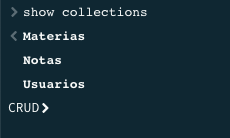 > show collections
< Materias
Notas
Usuarios
CRUD>